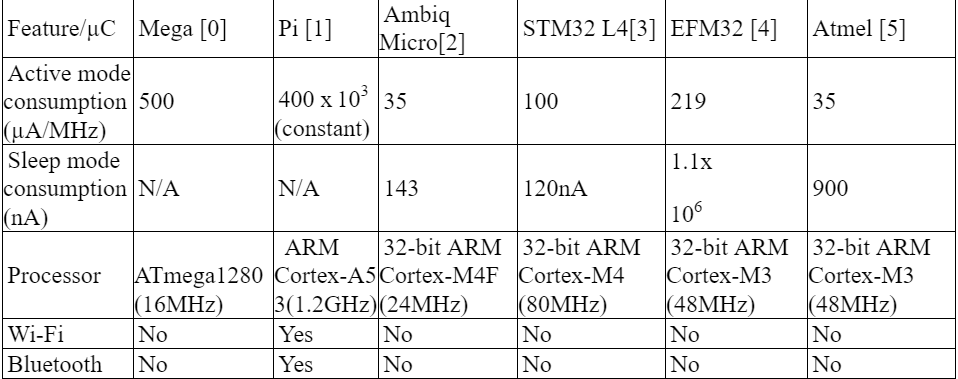 Feature/µC Mega [0] Pi [1] Ambiq Micro[2] STM32 L4[3] EFM32 [4] Atmel [5]
Active mode consumption (µA/MHz) 500 400 x 10³ (constant) 35 100 219 35
Sleep mode consumption (nA) N/A N/A 143 120nA 1.1x 10⁶ 900
Processor ATmega1280 (16MHz) ARM Cortex-A53(1.2GHz) 32-bit ARM Cortex-M4F (24MHz) 32-bit ARM Cortex-M4 (80MHz) 32-bit ARM Cortex-M3 (48MHz) 32-bit ARM Cortex-M3 (48MHz)
Wi-Fi No Yes No No No No
Bluetooth No Yes No No No No